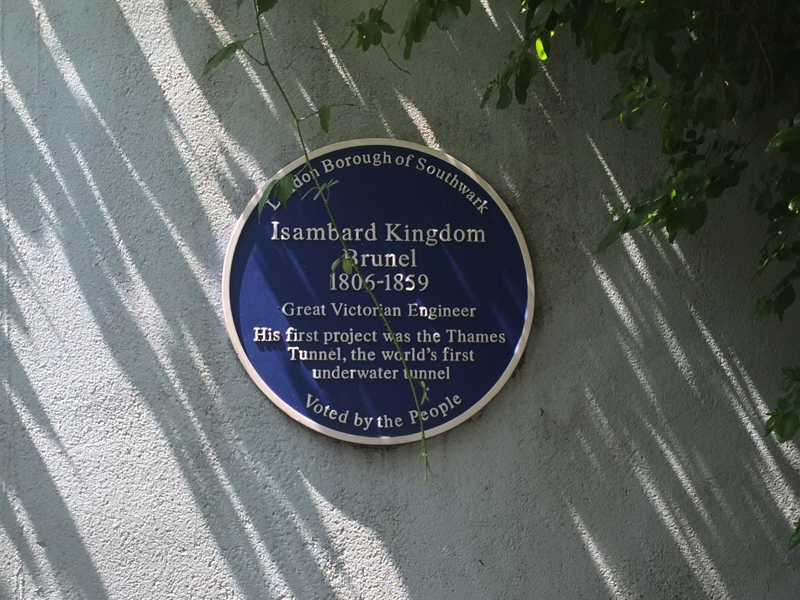 London Borough of Southwark
Isambard Kingdom
Brunel
1806-1859
Great Victorian Engineer
His first project was the Thames
Tunnel, the world's first
underwater tunnel
Voted by the People